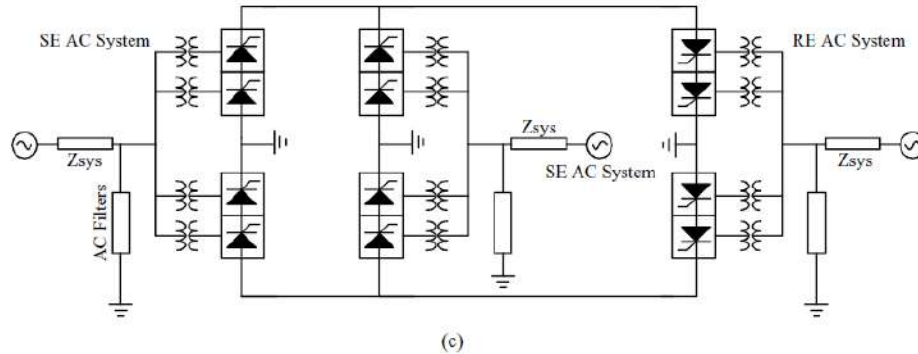 SE AC System
RE AC System
Zsys
Zsys
SE AC System
Zsys
AC Filters
(c)